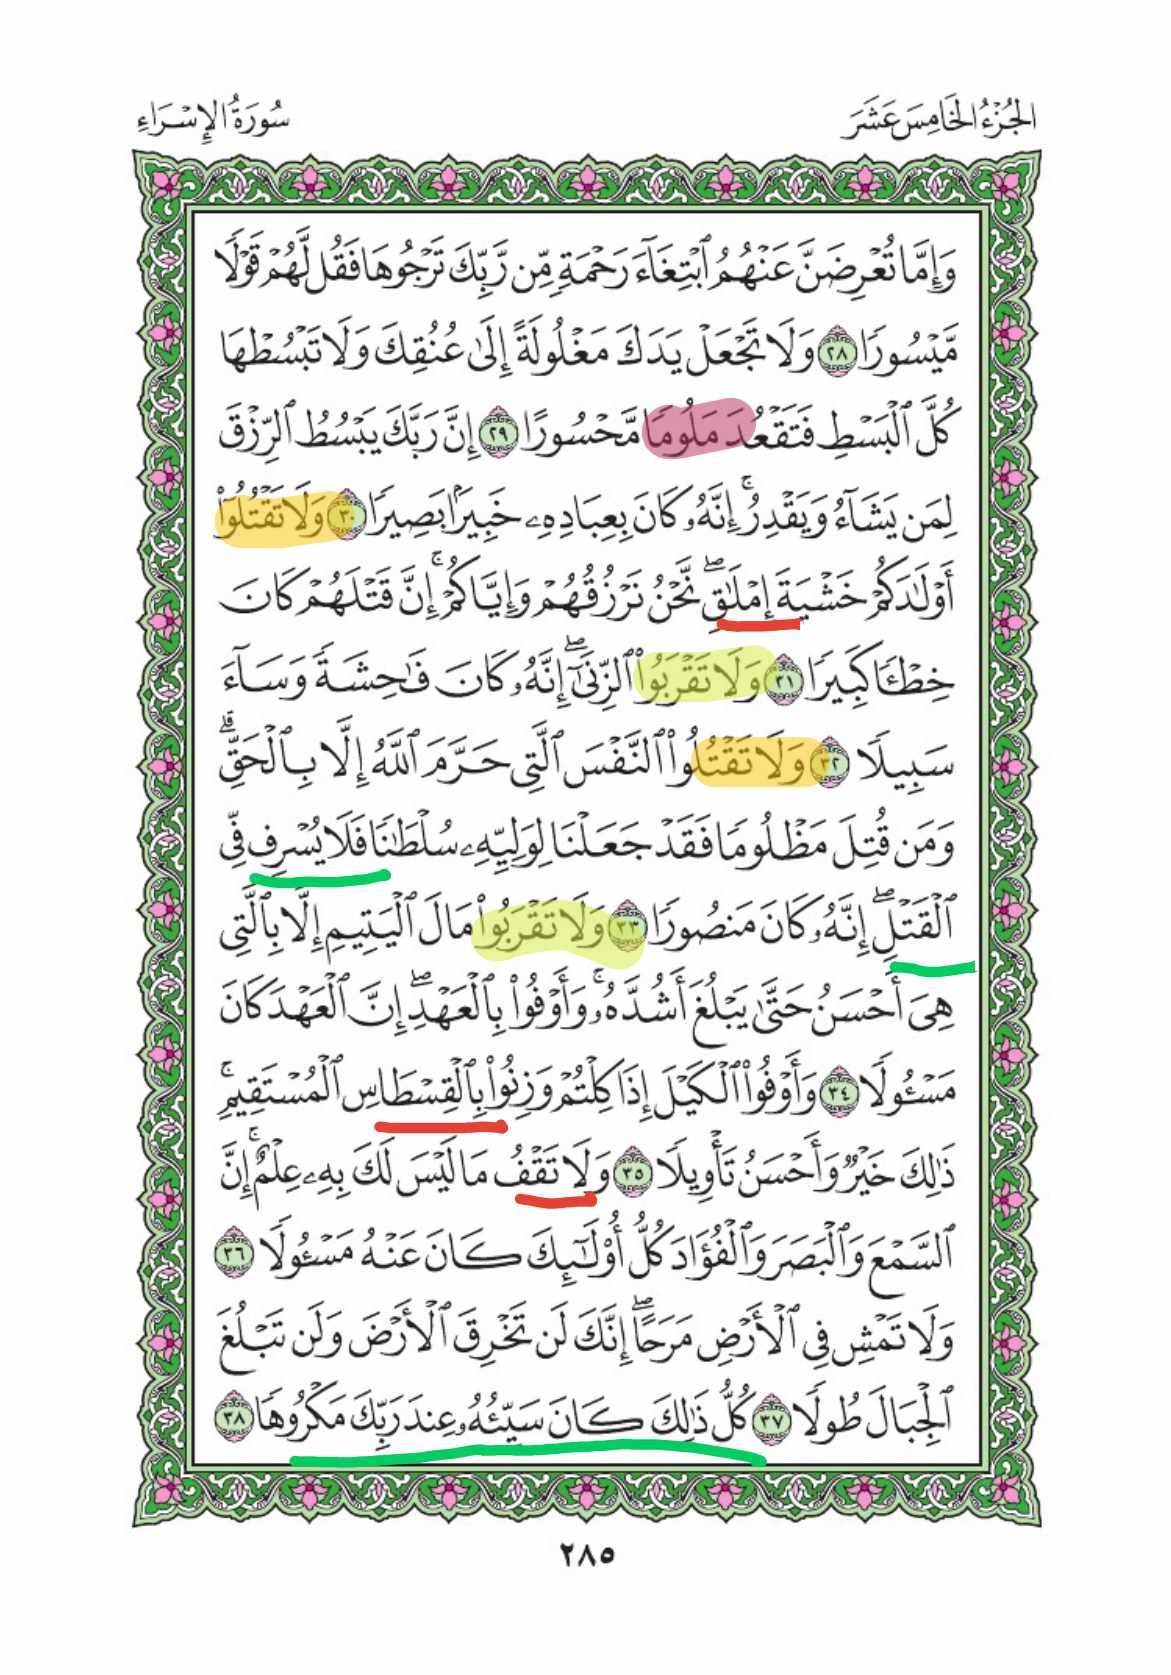 الجُزْءُ الخَامِسَ عَشَرَ
سُورَةُ الإِسْرَاءِ
وَإِمَّا تُعْرِضَنَّ عَنْهُمُ ٱبْتِغَآءَ رَحْمَةٍ مِّن رَّبِّكَ تَرْجُوهَا فَقُل لَّهُمْ قَوْلًا
مَّيْسُورًا ٢٨ وَلَا تَجْعَلْ يَدَكَ مَغْلُولَةً إِلَىٰ عُنُقِكَ وَلَا تَبْسُطْهَا
كُلَّ ٱلْبَسْطِ فَتَقْعُدَ مَلُومًا مَّحْسُورًا ٢٩ إِنَّ رَبَّكَ يَبْسُطُ ٱلرِّزْقَ
لِمَن يَشَآءُ وَيَقْدِرُ ۚ إِنَّهُۥ كَانَ بِعِبَادِهِۦ خَبِيرًۢا بَصِيرًا ٣٠ وَلَا تَقْتُلُوٓا۟
أَوْلَـٰدَكُمْ خَشْيَةَ إِمْلَـٰقٍ ۖ نَّحْنُ نَرْزُقُهُمْ وَإِيَّاكُمْ ۚ إِنَّ قَتْلَهُمْ كَانَ
خِطْـًٔا كَبِيرًا ٣١ وَلَا تَقْرَبُوا۟ ٱلزِّنَىٰٓ ۖ إِنَّهُۥ كَانَ فَـٰحِشَةً وَسَآءَ
سَبِيلًا ٣٢ وَلَا تَقْتُلُوا۟ ٱلنَّفْسَ ٱلَّتِى حَرَّمَ ٱللَّهُ إِلَّا بِٱلْحَقِّ ۗ
وَمَن قُتِلَ مَظْلُومًا فَقَدْ جَعَلْنَا لِوَلِيِّهِۦ سُلْطَـٰنًا فَلَا يُسْرِف فِّى
ٱلْقَتْلِ ۖ إِنَّهُۥ كَانَ مَنصُورًا ٣٣ وَلَا تَقْرَبُوا۟ مَالَ ٱلْيَتِيمِ إِلَّا بِٱلَّتِى
هِىَ أَحْسَنُ حَتَّىٰ يَبْلُغَ أَشُدَّهُۥ ۚ وَأَوْفُوا۟ بِٱلْعَهْدِ ۖ إِنَّ ٱلْعَهْدَ كَانَ
مَسْـُٔولًا ٣٤ وَأَوْفُوا۟ ٱلْكَيْلَ إِذَا كِلْتُمْ وَزِنُوا۟ بِٱلْقِسْطَاسِ ٱلْمُسْتَقِيمِ ۚ
ذَٰلِكَ خَيْرٌ وَأَحْسَنُ تَأْوِيلًا ٣٥ وَلَا تَقْفُ مَا لَيْسَ لَكَ بِهِۦ عِلْمٌ ۚ إِنَّ
ٱلسَّمْعَ وَٱلْبَصَرَ وَٱلْفُؤَادَ كُلُّ أُو۟لَـٰٓئِكَ كَانَ عَنْهُ مَسْـُٔولًا ٣٦
وَلَا تَمْشِ فِى ٱلْأَرْضِ مَرَحًا ۖ إِنَّكَ لَن تَخْرِقَ ٱلْأَرْضَ وَلَن تَبْلُغَ
ٱلْجِبَالَ طُولًا ٣٧ كُلُّ ذَٰلِكَ كَانَ سَيِّئُهُۥ عِندَ رَبِّكَ مَكْرُوهًا ٣٨
٢٨٥